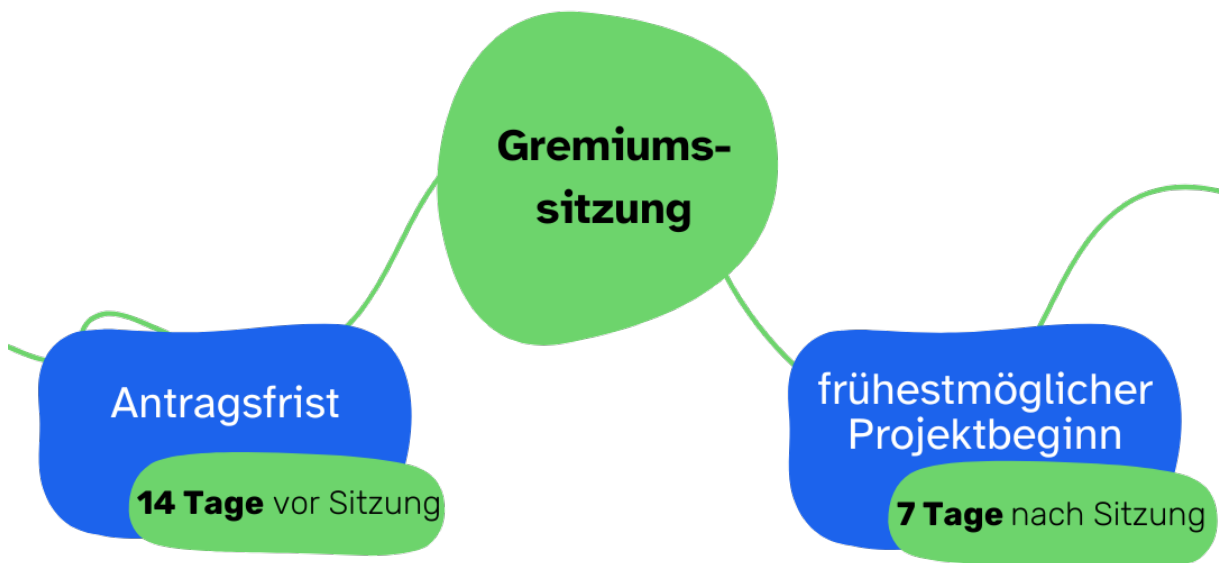 Gremiums-
sitzung
Antragsfrist
14 Tage vor Sitzung
frühestmöglicher
Projektbeginn
7 Tage nach Sitzung